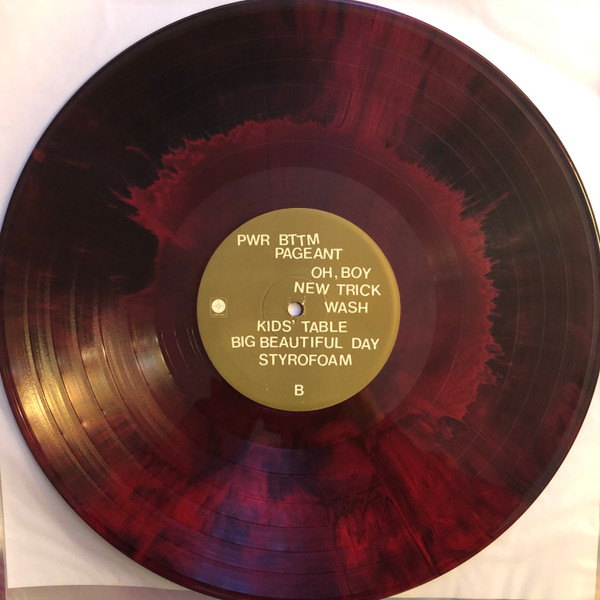 PWR BTTM
PAGEANT
OH, BOY
NEW TRICK
WASH
KIDS' TABLE
BIG BEAUTIFUL DAY
STYROFOAM
B